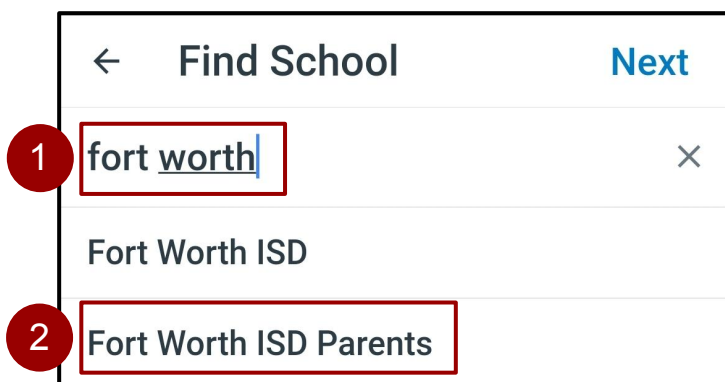 ← Find School Next
1 fort worth ×
Fort Worth ISD
2 Fort Worth ISD Parents